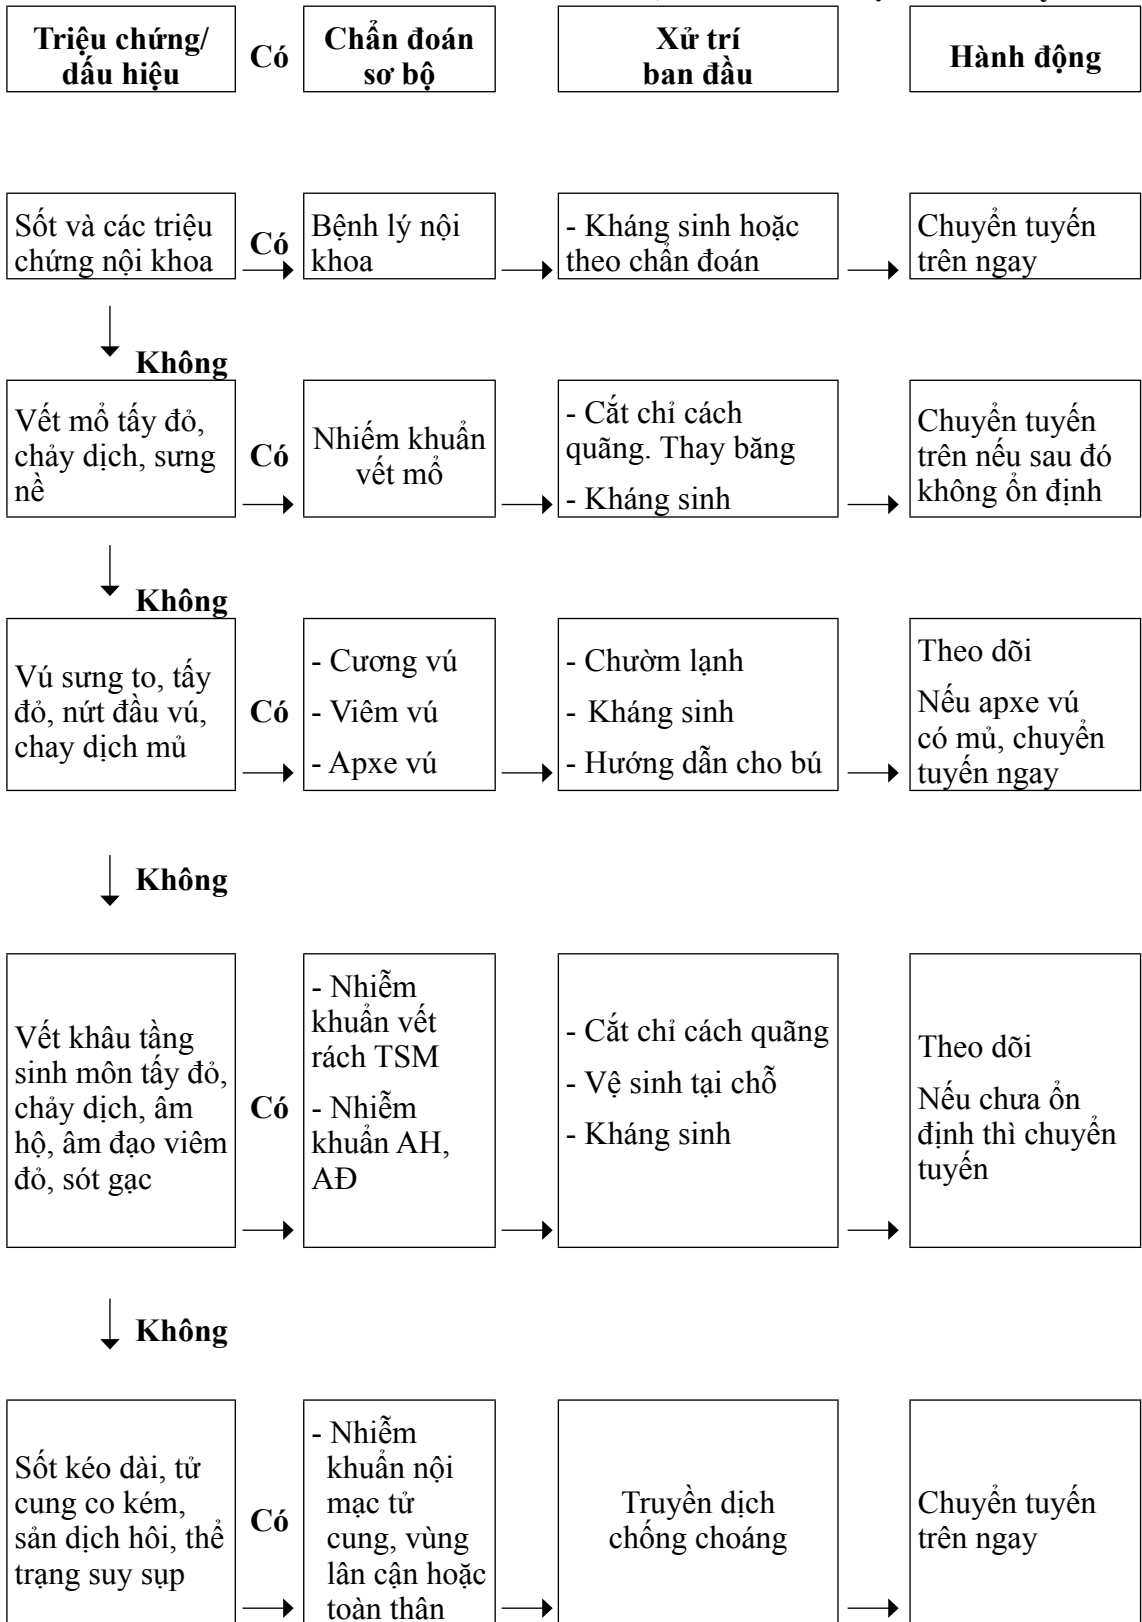 Triệu chứng/
dấu hiệu
Có
Chẩn đoán
sơ bộ
Xử trí
ban đầu
Hành động
Sốt và các triệu
chứng nội khoa
Có
Bệnh lý nội
khoa
- Kháng sinh hoặc
theo chẩn đoán
Chuyển tuyến
trên ngay
Không
Vết mổ tấy đỏ,
chảy dịch, sưng
nề
Có
Nhiếm khuẩn
vết mổ
- Cắt chỉ cách
quãng. Thay băng
- Kháng sinh
Chuyển tuyến
trên nếu sau đó
không ổn định
Không
Vú sưng to, tấy
đỏ, nứt đầu vú,
chay dịch mủ
Có
- Cương vú
- Viêm vú
- Apxe vú
- Chườm lạnh
- Kháng sinh
- Hướng dẫn cho bú
Theo dõi
Nếu apxe vú
có mủ, chuyển
tuyến ngay
Không
Vết khâu tầng
sinh môn tấy đỏ,
chảy dịch, âm
hộ, âm đạo viêm
đỏ, sót gạc
Có
- Nhiễm
khuẩn vết
rách TSM
- Nhiễm
khuẩn AH,
AĐ
- Cắt chỉ cách quãng
- Vệ sinh tại chỗ
- Kháng sinh
Theo dõi
Nếu chưa ổn
định thì chuyển
tuyến
Không
Sốt kéo dài, tử
cung co kém,
sản dịch hôi, thể
trạng suy sụp
Có
- Nhiễm
khuẩn nội
mạc tử
cung, vùng
lân cận hoặc
toàn thân
Truyền dịch
chống choáng
Chuyển tuyến
trên ngay